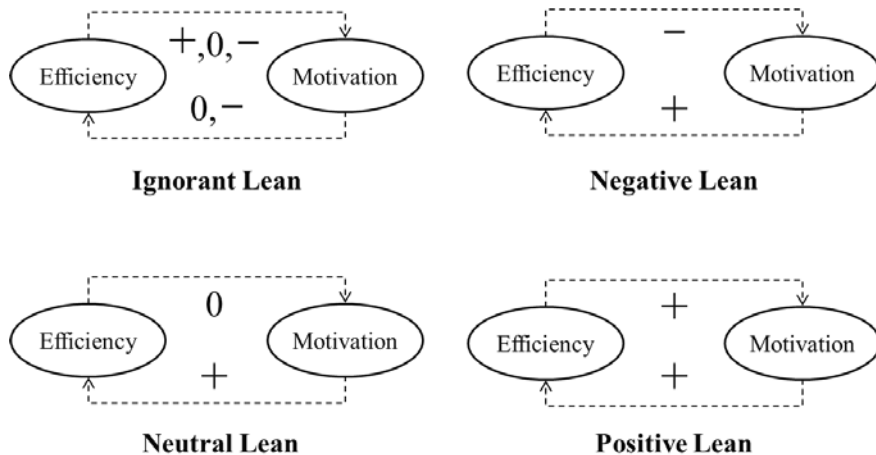 +,0,−
Efficiency
Motivation
0,−
Ignorant Lean
−
Efficiency
Motivation
+
Negative Lean
0
Efficiency
Motivation
+
Neutral Lean
+
Efficiency
Motivation
+
Positive Lean